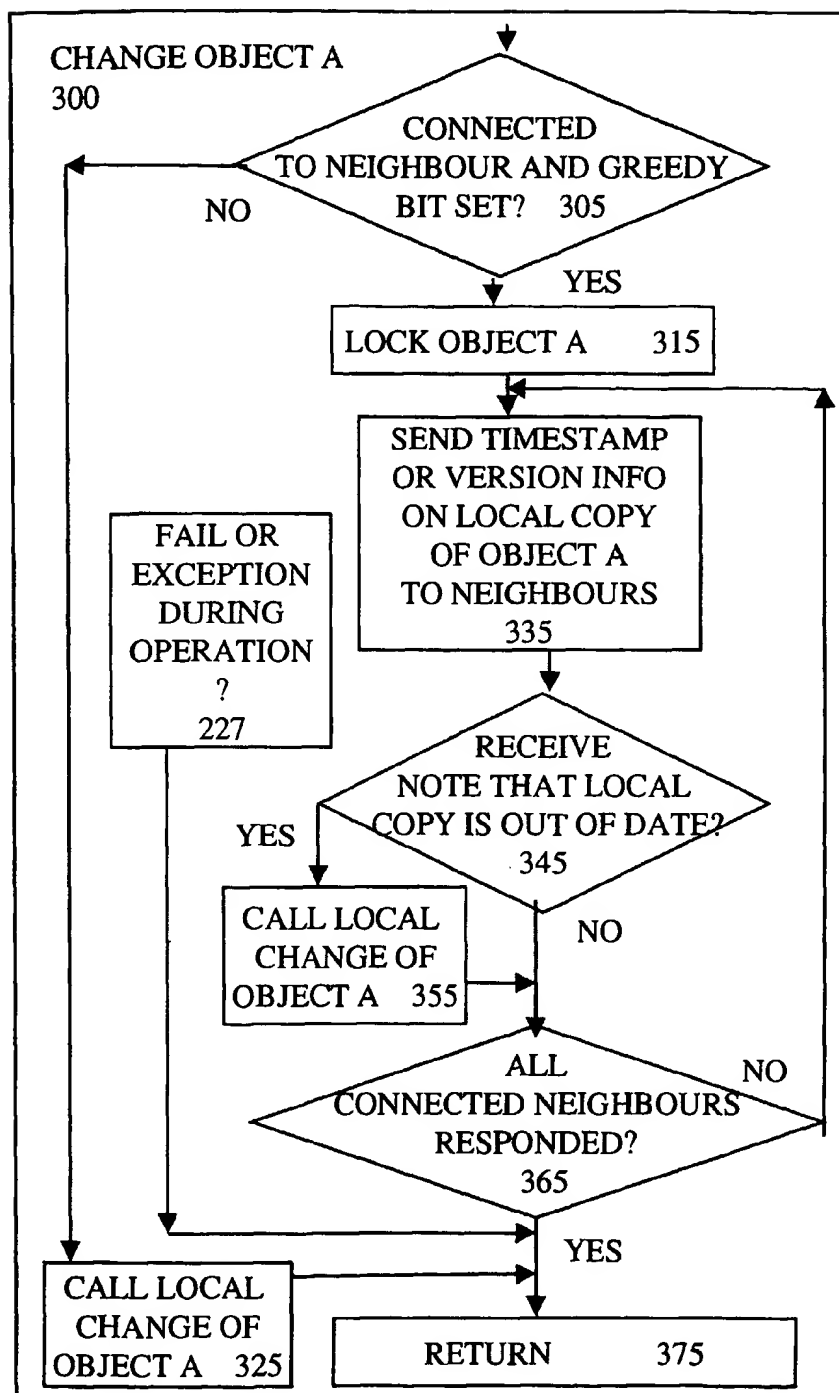 CHANGE OBJECT A
300
CONNECTED
TO NEIGHBOUR AND GREEDY
BIT SET? 305
NO
YES
LOCK OBJECT A 315
SEND TIMESTAMP
OR VERSION INFO
ON LOCAL COPY
OF OBJECT A
TO NEIGHBOURS
335
FAIL OR
EXCEPTION
DURING
OPERATION
?
227
RECEIVE
NOTE THAT LOCAL
COPY IS OUT OF DATE?
345
YES
NO
CALL LOCAL
CHANGE OF
OBJECT A 355
ALL
CONNECTED NEIGHBOURS
RESPONDED?
365
NO
YES
CALL LOCAL
CHANGE OF
OBJECT A 325
RETURN 375